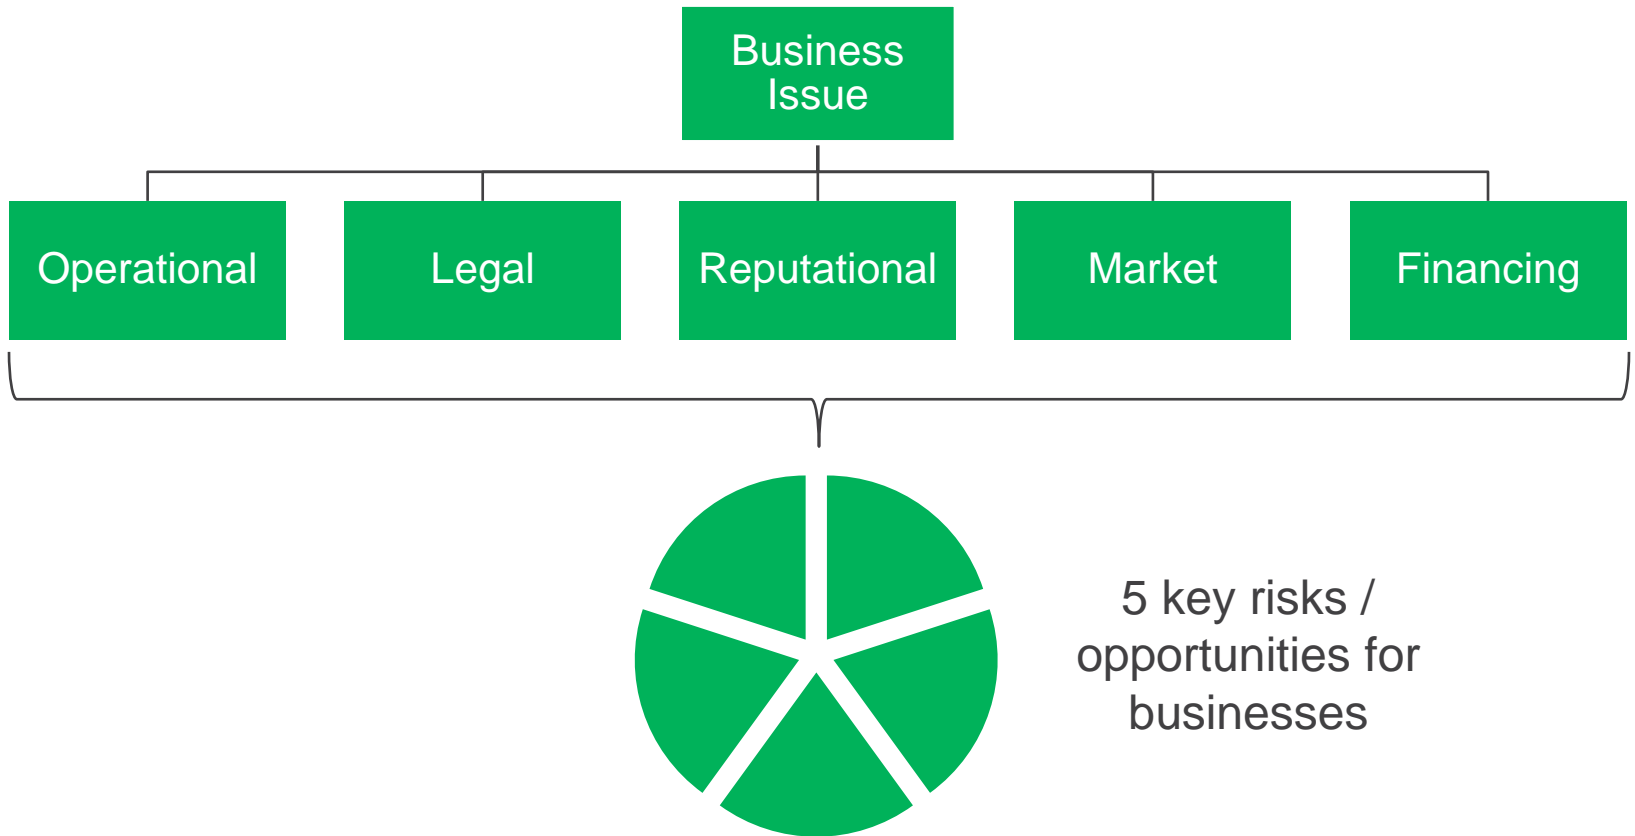 Business
Issue
Operational
Legal
Reputational
Market
Financing
5 key risks /
opportunities for
businesses